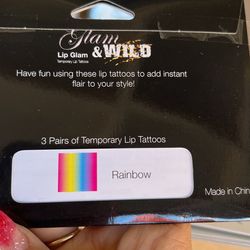 Glam
Lip Glam & WILD
Temporary Lip Tattoos
Have fun using these lip tattoos to add instant
flair to your style!
3 Pairs of Temporary Lip Tattoos
Rainbow
Made in Chin